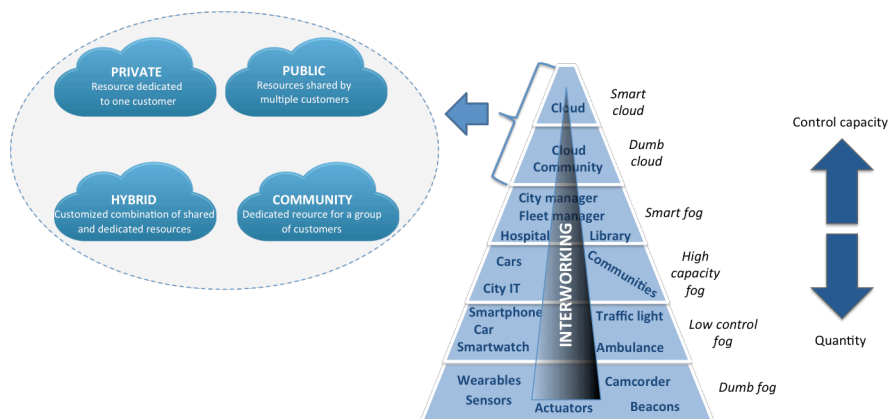 PRIVATE
Resource dedicated
to one customer
PUBLIC
Resources shared by
multiple customers
HYBRID
Customized combination of shared
and dedicated resources
COMMUNITY
Dedicated reource for a group
of customers
Cloud
Smart
cloud
Cloud
Community
Dumb
cloud
City manager
Fleet manager
Hospital
Library
Smart fog
Cars
City IT
Communities
High
capacity
fog
Smartphone
Car
Smartwatch
Traffic light
Ambulance
Low control
fog
Wearables
Sensors
Actuators
Camcorder
Beacons
Dumb fog
INTERWORKING
Control capacity
Quantity